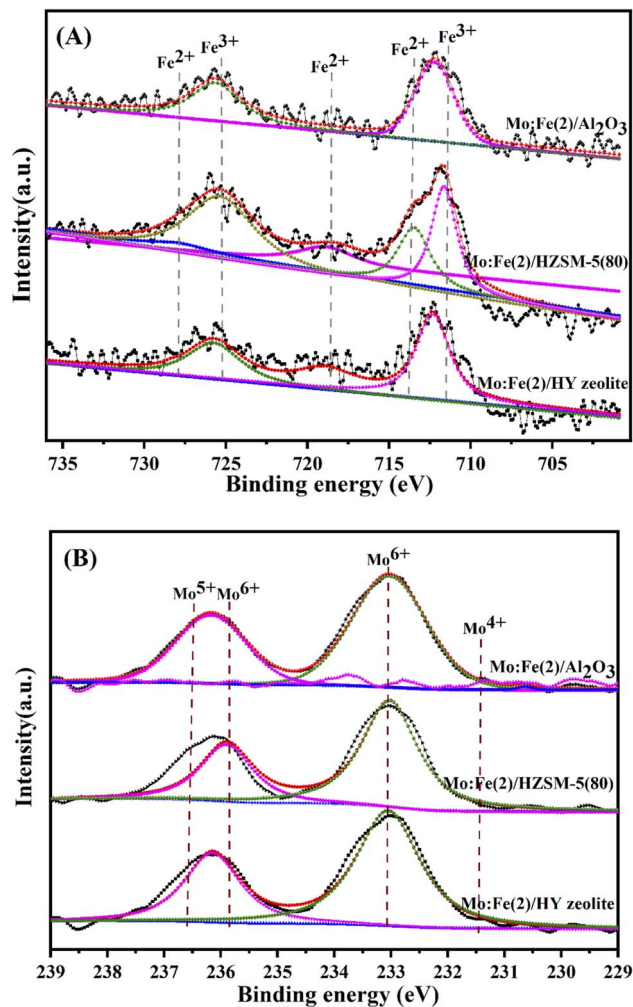 (A)
Fe2+ Fe3+ Fe2+ Fe2+ Fe3+
Mo:Fe(2)/Al2O3
Mo:Fe(2)/HZSM-5(80)
Mo:Fe(2)/HY zeolite
Intensity(a.u.)
735 730 725 720 715 710 705
Binding energy (eV)
(B)
Mo6+
Mo5+ Mo6+ Mo4+
Mo:Fe(2)/Al2O3
Mo:Fe(2)/HZSM-5(80)
Mo:Fe(2)/HY zeolite
Intensity(a.u.)
239 238 237 236 235 234 233 232 231 230 229
Binding energy (eV)